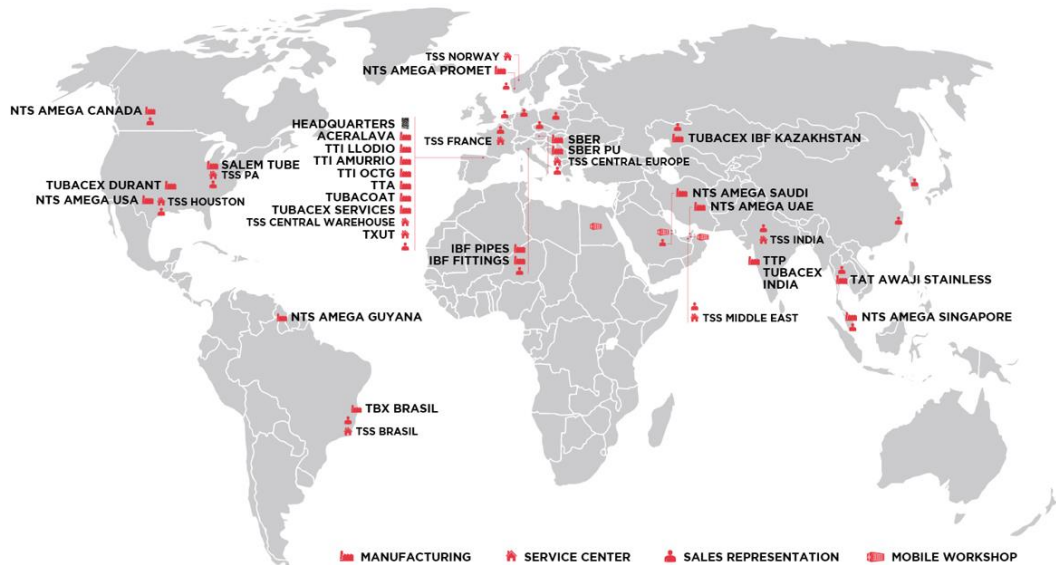 TSS NORWAY
NTS AMEGA PROMET
NTS AMEGA CANADA
HEADQUARTERS
ACERALAVA
TTI LLODIO
TTI AMURRIO
TTI OCTG
TTA
TUBACOAT
TUBACEX SERVICES
TSS CENTRAL WAREHOUSE
TXUT
TSS FRANCE
SBER
SBER PU
TSS CENTRAL EUROPE
TUBACEX IBF KAZAKHSTAN
SALEM TUBE
TSS PA
TUBACEX DURANT
NTS AMEGA USA
TSS HOUSTON
NTS AMEGA SAUDI
NTS AMEGA UAE
IBF PIPES
IBF FITTINGS
TSS INDIA
TTP
TUBACEX
INDIA
TAT AWAJI STAINLESS
NTS AMEGA GUYANA
TSS MIDDLE EAST
NTS AMEGA SINGAPORE
TBX BRASIL
TSS BRASIL
MANUFACTURING
SERVICE CENTER
SALES REPRESENTATION
MOBILE WORKSHOP